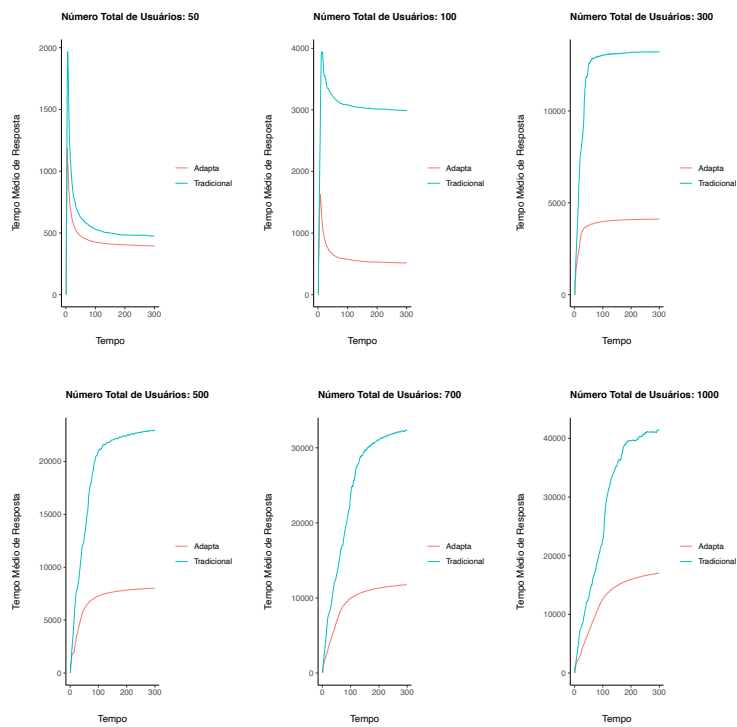 Número Total de Usuários: 50
Tempo Médio de Resposta
2000
1500
1000
500
0
0 100 200 300
Tempo
Adapta
Tradicional
Número Total de Usuários: 100
Tempo Médio de Resposta
4000
3000
2000
1000
0
0 100 200 300
Tempo
Adapta
Tradicional
Número Total de Usuários: 300
Tempo Médio de Resposta
10000
5000
0
0 100 200 300
Tempo
Adapta
Tradicional
Número Total de Usuários: 500
Tempo Médio de Resposta
20000
15000
10000
5000
0
0 100 200 300
Tempo
Adapta
Tradicional
Número Total de Usuários: 700
Tempo Médio de Resposta
30000
20000
10000
0
0 100 200 300
Tempo
Adapta
Tradicional
Número Total de Usuários: 1000
Tempo Médio de Resposta
40000
30000
20000
10000
0
0 100 200 300
Tempo
Adapta
Tradicional